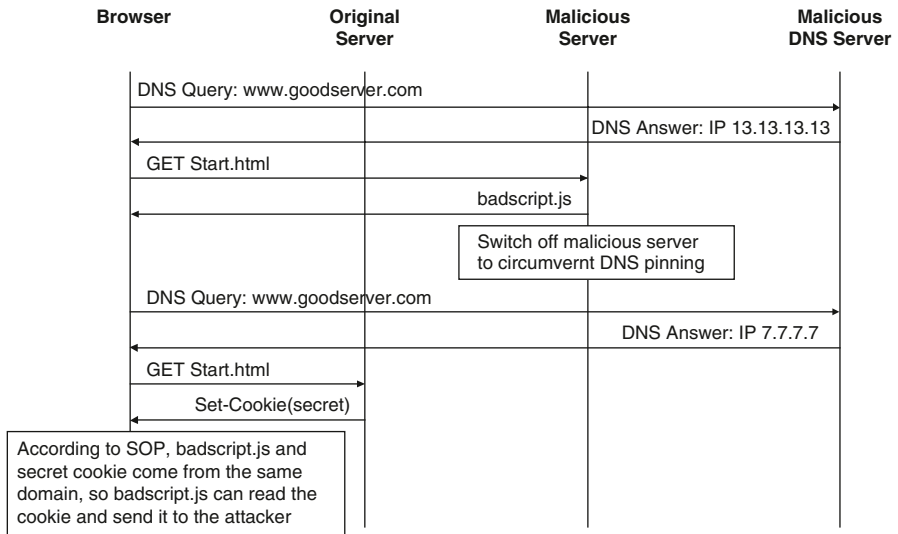 Browser
Original
Server
Malicious
Server
Malicious
DNS Server
DNS Query: www.goodserver.com
DNS Answer: IP 13.13.13.13
GET Start.html
badscript.js
Switch off malicious server
to circumvernt DNS pinning
DNS Query: www.goodserver.com
DNS Answer: IP 7.7.7.7
GET Start.html
Set-Cookie(secret)
According to SOP, badscript.js and
secret cookie come from the same
domain, so badscript.js can read the
cookie and send it to the attacker